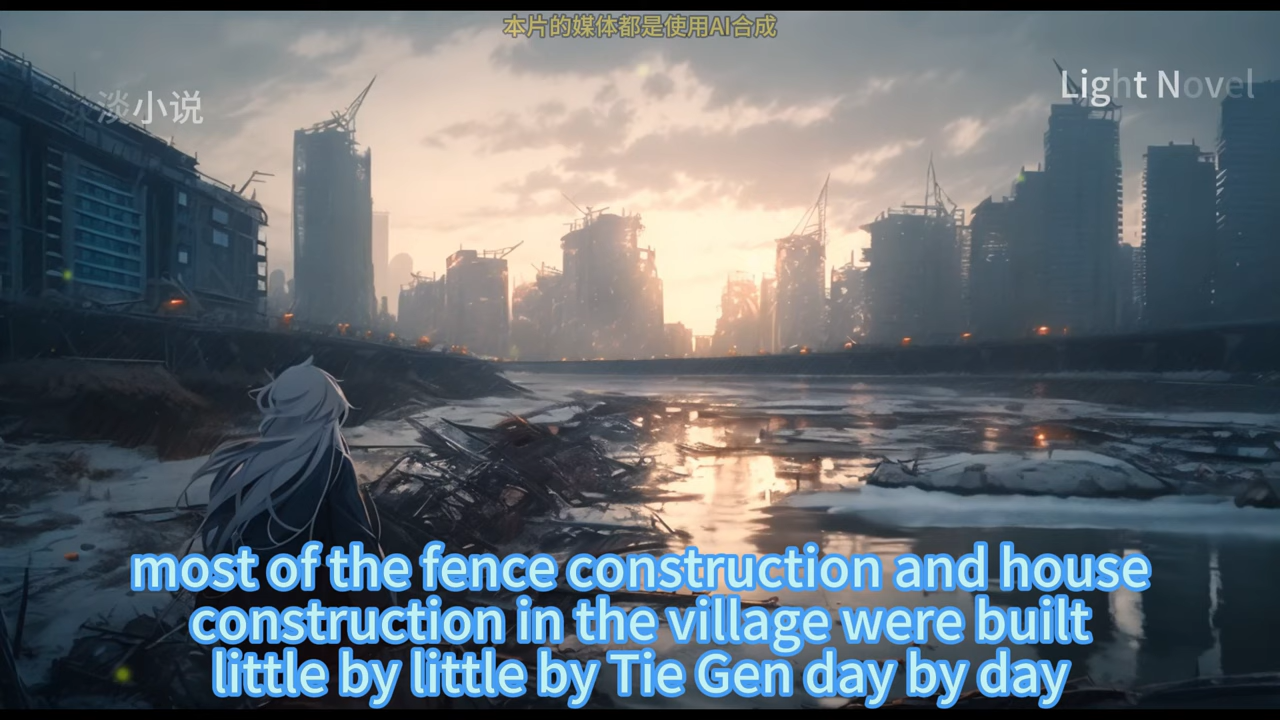 本片的媒体都是使用AI合成
淡淡小说
Light Novel
most of the fence construction and house
construction in the village were built
little by little by Tie Gen day by day